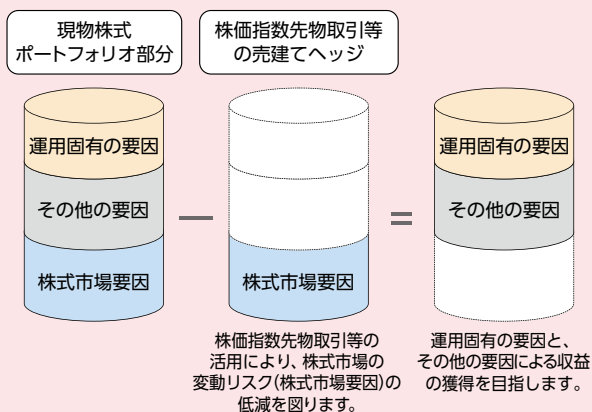 現物株式
ポートフォリオ部分
株価指数先物取引等
の売建てヘッジ
運用固有の要因
その他の要因
株式市場要因
－
株式市場要因
＝
運用固有の要因
その他の要因
株価指数先物取引等の
活用により、株式市場の
変動リスク(株式市場要因)の
低減を図ります。
運用固有の要因と、
その他の要因による収益
の獲得を目指します。